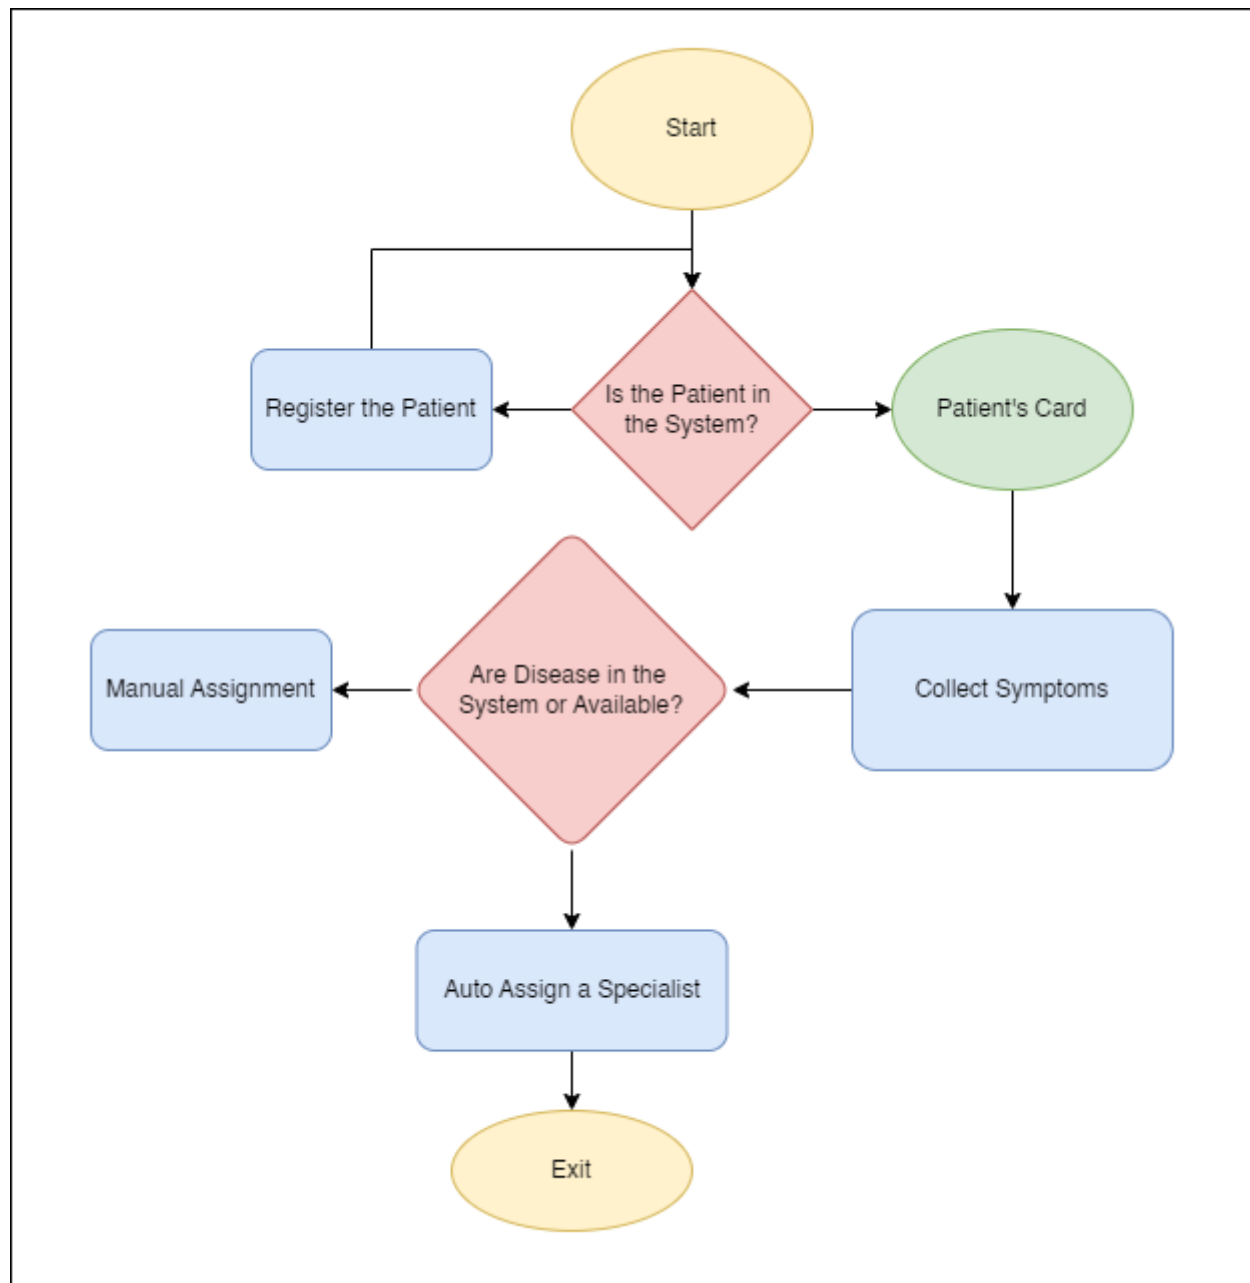 Start
Is the Patient in
the System?
Register the Patient
Patient's Card
Are Disease in the
System or Available?
Manual Assignment
Collect Symptoms
Auto Assign a Specialist
Exit